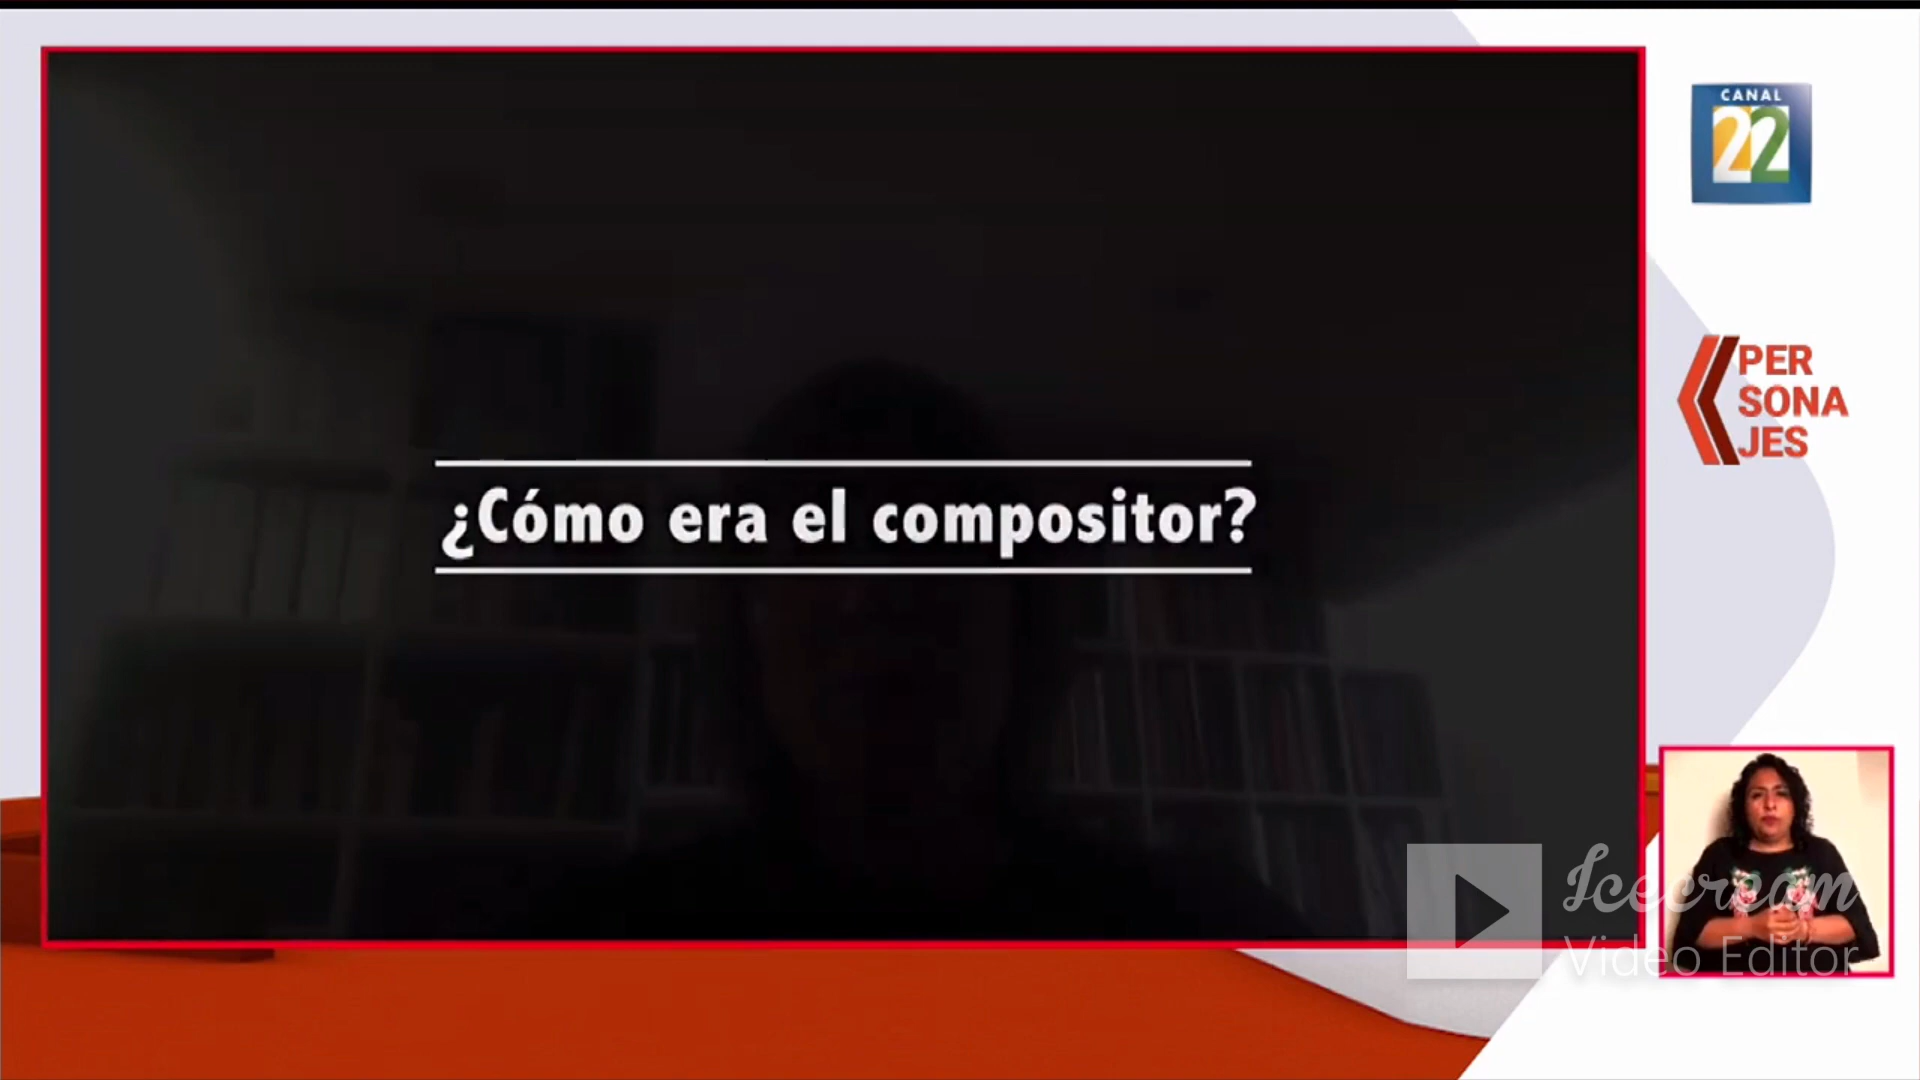 CANAL
22
PER
SONA
JES
¿Cómo era el compositor?
Icecream
Video Editor